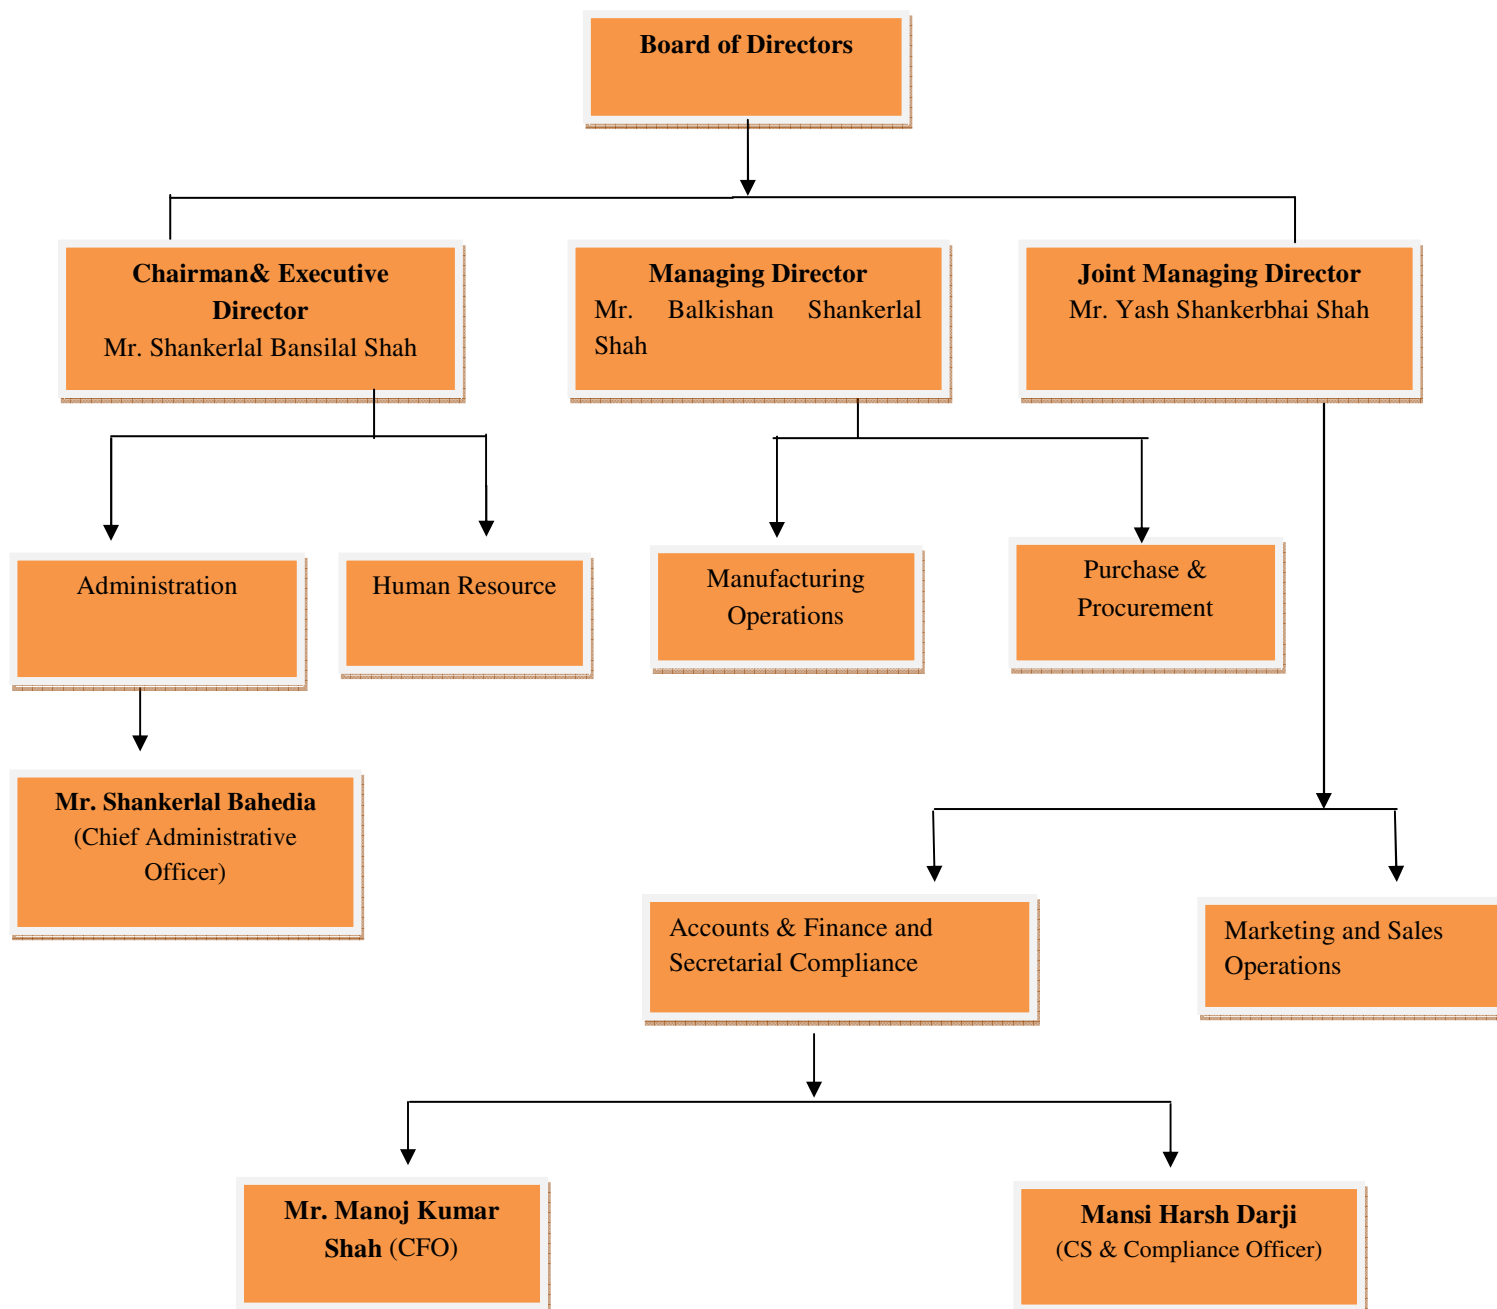 Board of Directors
Chairman& Executive
Director
Mr. Shankerlal Bansilal Shah
Managing Director
Mr. Balkishan Shankerlal
Shah
Joint Managing Director
Mr. Yash Shankerbhai Shah
Administration
Human Resource
Manufacturing
Operations
Purchase &
Procurement
Mr. Shankerlal Bahedia
(Chief Administrative
Officer)
Accounts & Finance and
Secretarial Compliance
Marketing and Sales
Operations
Mr. Manoj Kumar
Shah (CFO)
Mansi Harsh Darji
(CS & Compliance Officer)